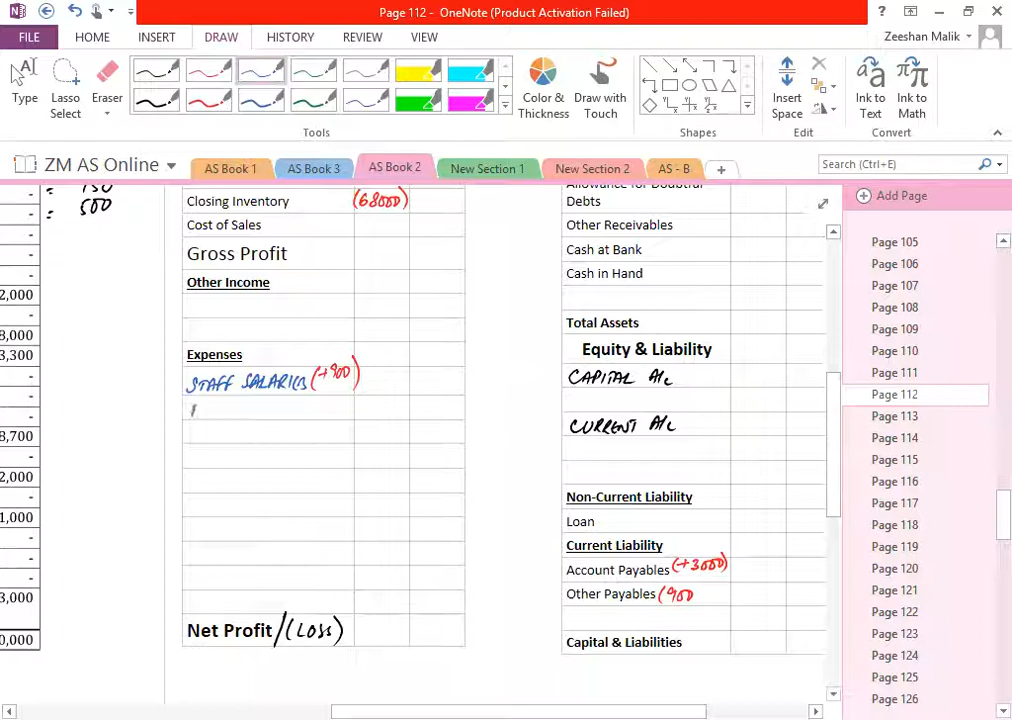 Page 112 - OneNote (Product Activation Failed)
?
FILE HOME INSERT DRAW HISTORY REVIEW VIEW
Zeeshan Malik
Type
Lasso Select
Eraser
Color & Thickness
Draw with Touch
Insert Space
Ink to Text
Ink to Math
Tools
Shapes
Edit
Convert
ZM AS Online
AS Book 1
AS Book 3
AS Book 2
New Section 1
New Section 2
AS - B
Search (Ctrl+E)
= 150
= 500
-
-
-
-
2,000
-
8,000
3,300
-
-
-
8,700
-
2,000
-
1,000
-
-
3,000
-
0,000
Closing Inventory (68000)
Cost of Sales
Gross Profit
Other Income
Expenses
STAFF SALARIES (+900)
Net Profit/(Loss)
Allowance for Doubtful
Debts
Other Receivables
Cash at Bank
Cash in Hand
Total Assets
Equity & Liability
CAPITAL A/c
CURRENT A/c
Non-Current Liability
Loan
Current Liability
Account Payables (+3000)
Other Payables (900
Capital & Liabilities
Add Page
Page 105
Page 106
Page 107
Page 108
Page 109
Page 110
Page 111
Page 112
Page 113
Page 114
Page 115
Page 116
Page 117
Page 118
Page 119
Page 120
Page 121
Page 122
Page 123
Page 124
Page 125
Page 126